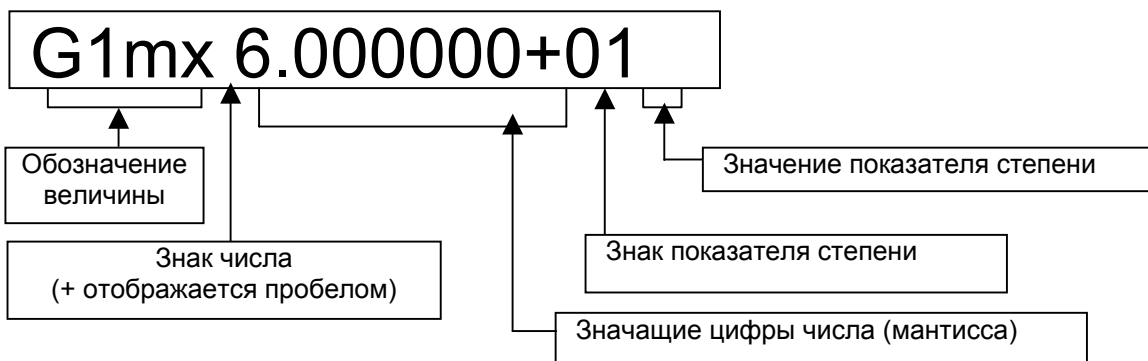 G1mx 6.000000+01
Обозначение
величины
Значение показателя степени
Знак числа
(+ отображается пробелом)
Знак показателя степени
Значащие цифры числа (мантисса)